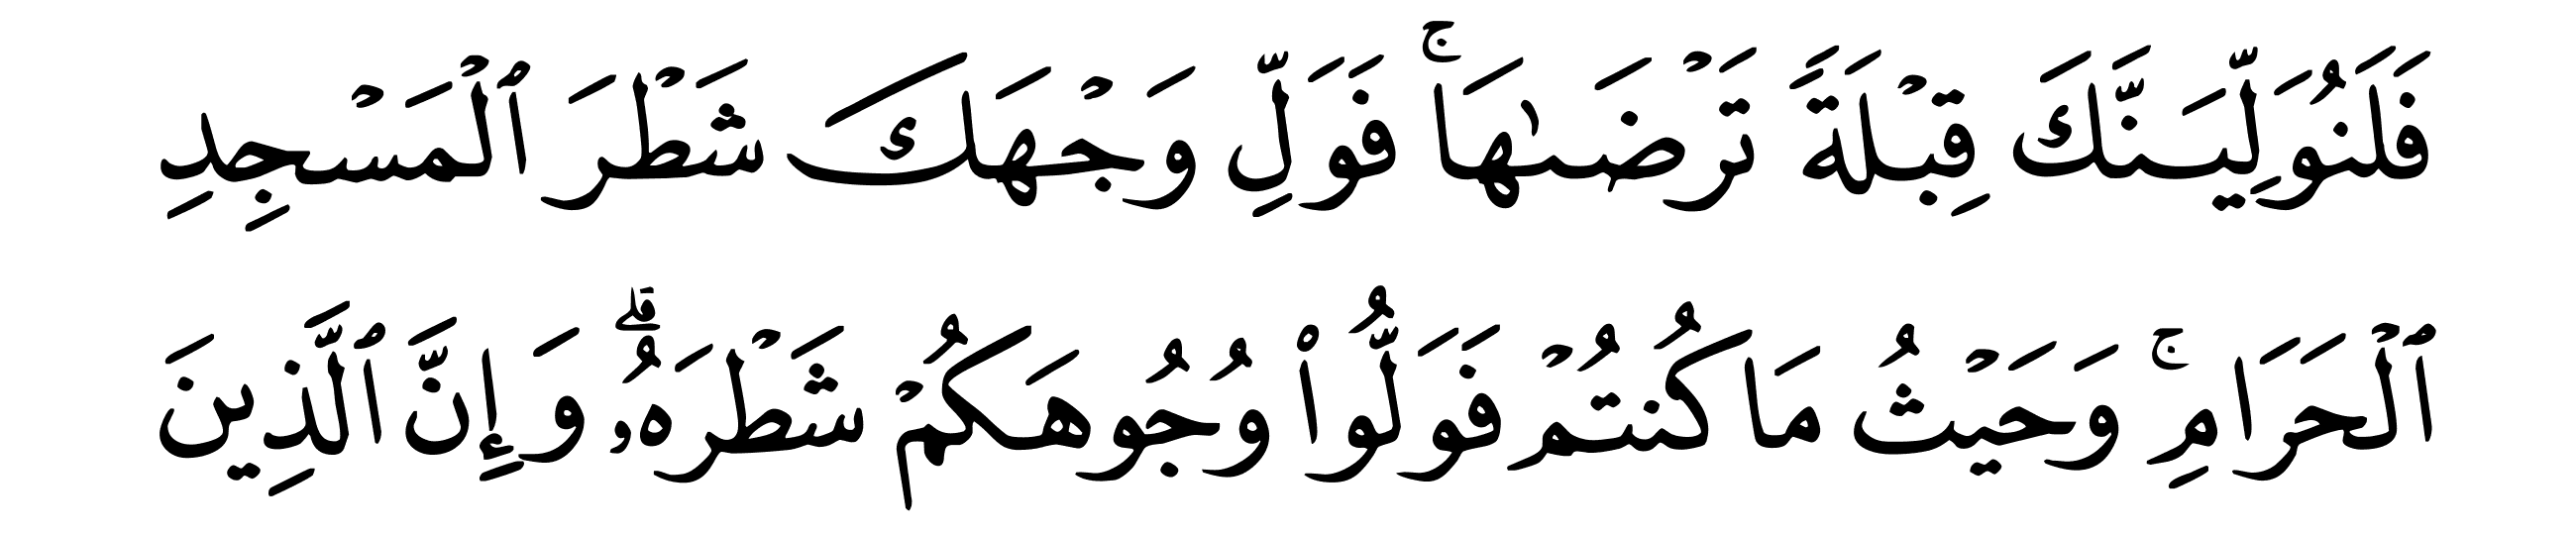 فَلَنُوَلِّيَنَّكَ قِبۡلَةٗ تَرۡضَىٰهَاۚ فَوَلِّ وَجۡهَكَ شَطۡرَ ٱلۡمَسۡجِدِ
ٱلۡحَرَامِۚ وَحَيۡثُ مَا كُنتُمۡ فَوَلُّواْ وُجُوهَكُمۡ شَطۡرَهُۥۗ وَإِنَّ ٱلَّذِينَ